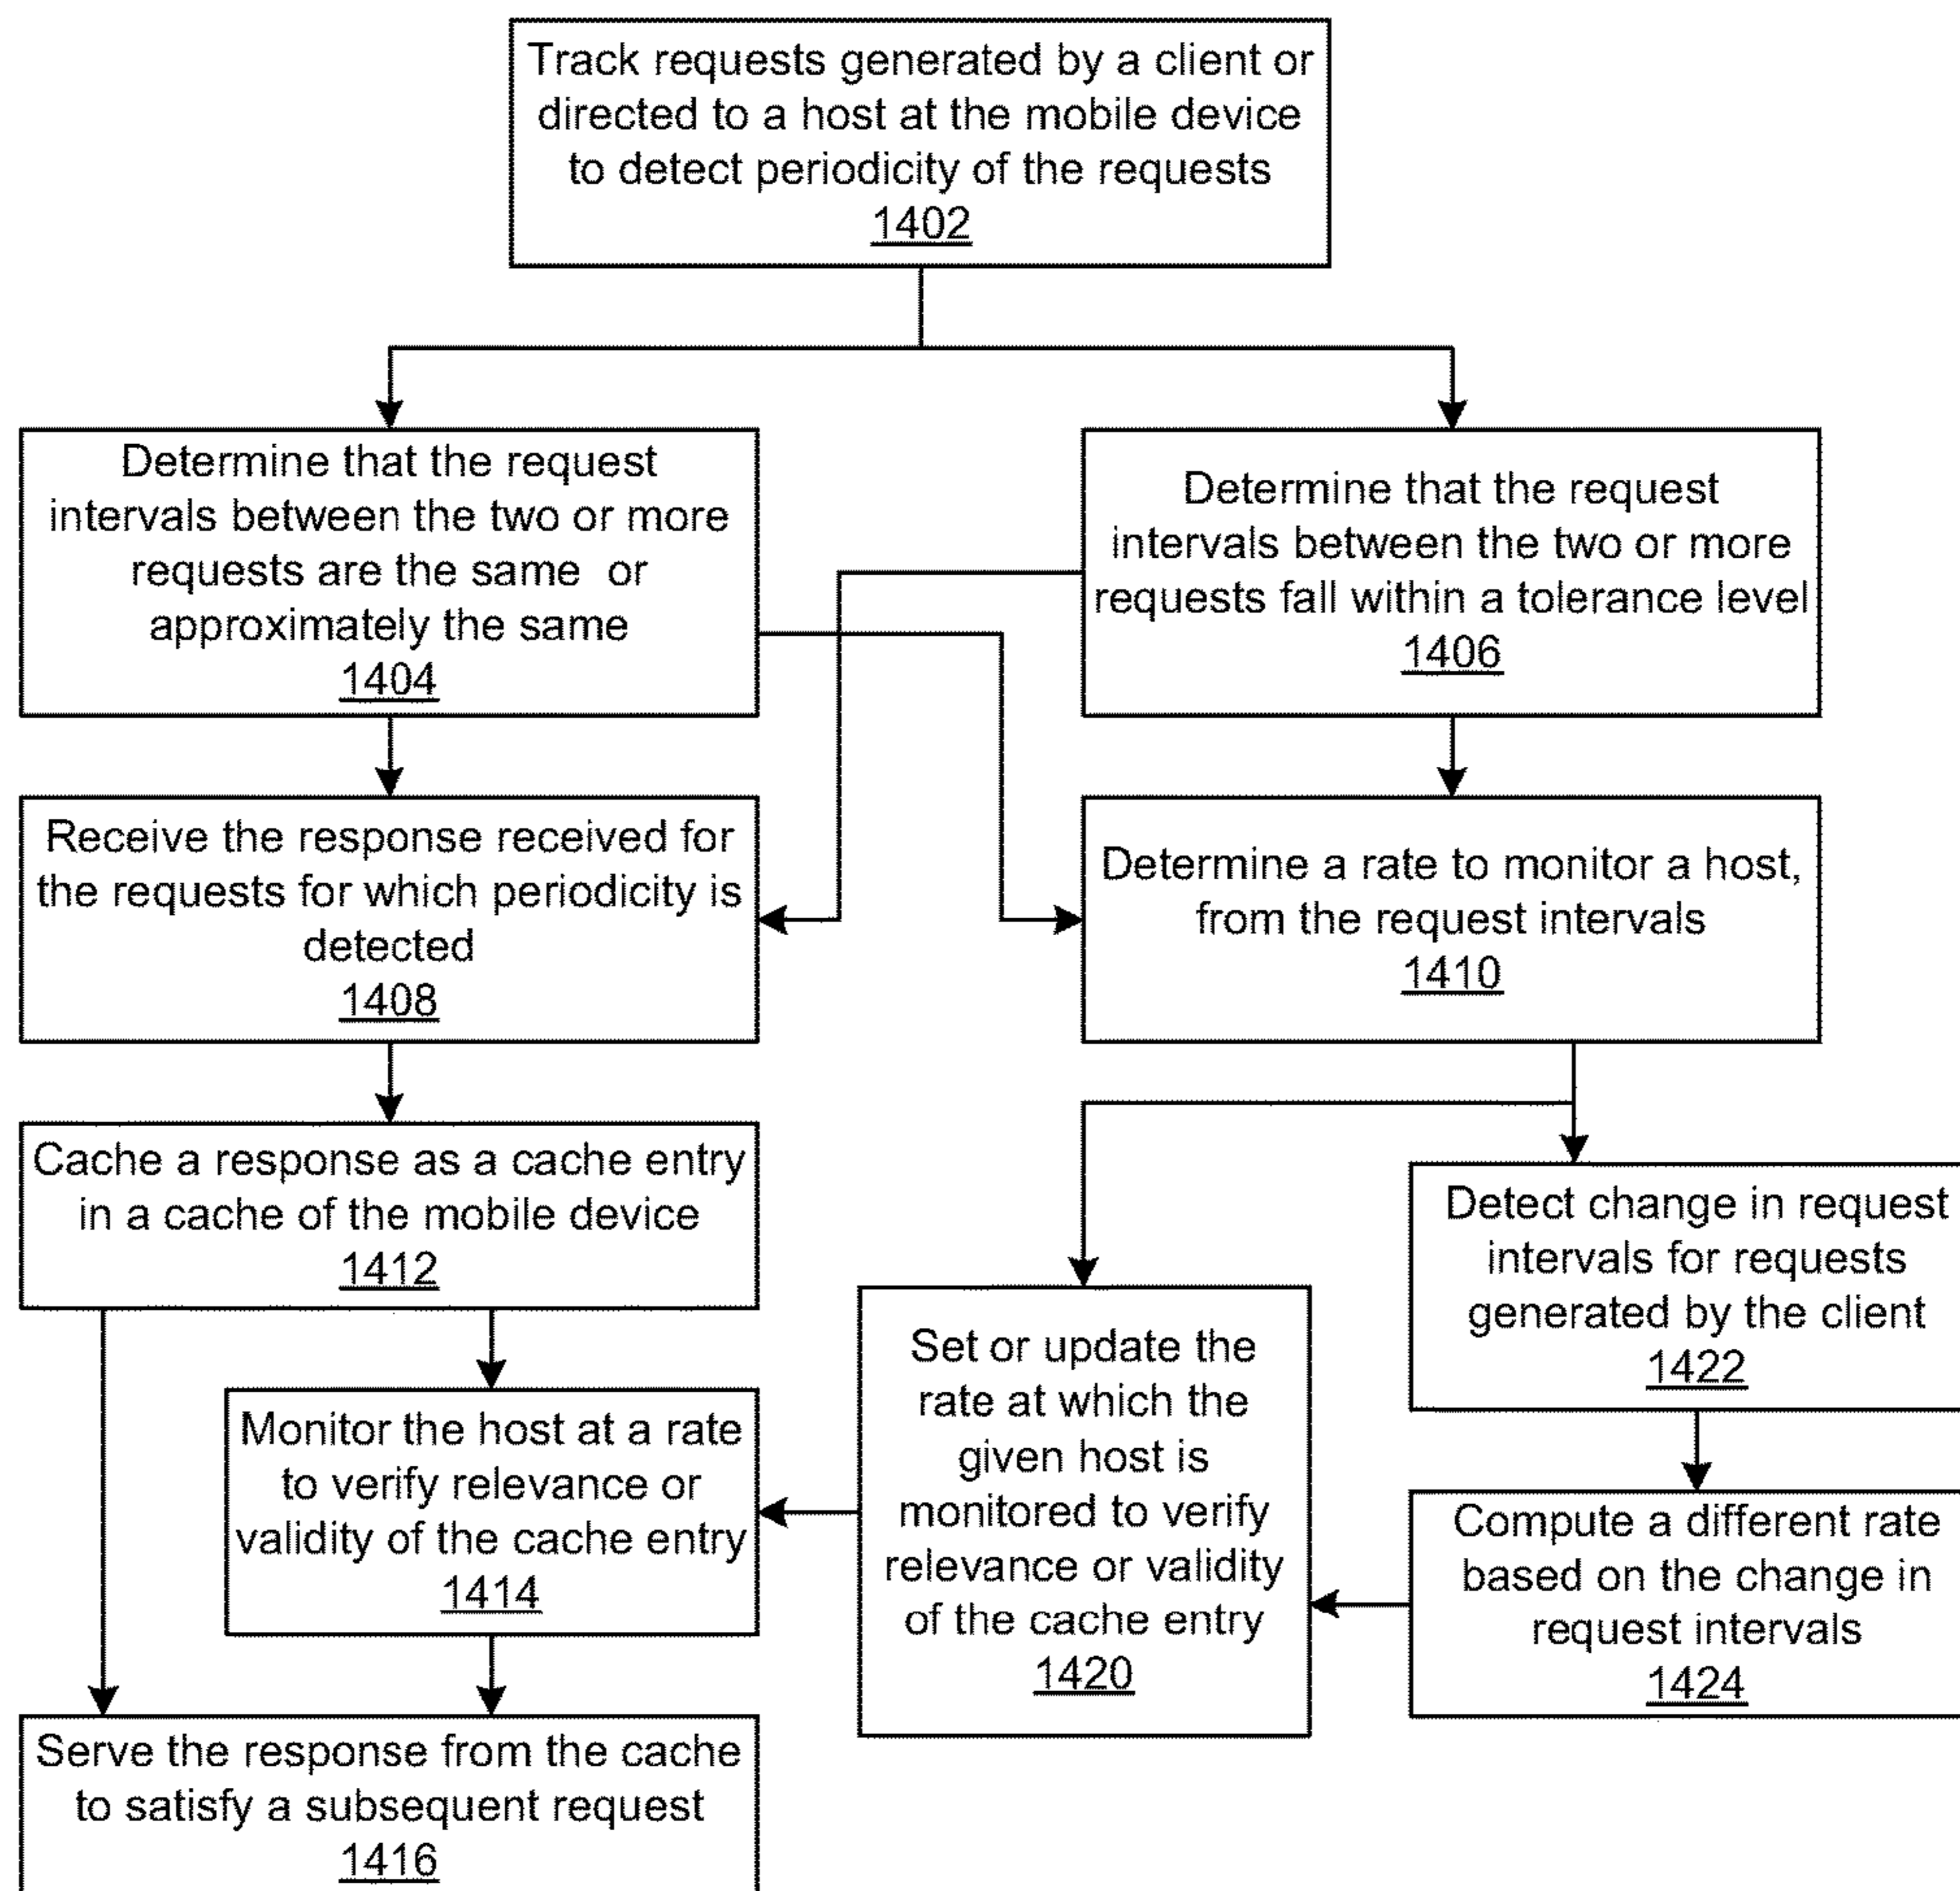 Track requests generated by a client or
directed to a host at the mobile device
to detect periodicity of the requests
1402
Determine that the request
intervals between the two or more
requests are the same or
approximately the same
1404
Determine that the request
intervals between the two or more
requests fall within a tolerance level
1406
Receive the response received for
the requests for which periodicity is
detected
1408
Determine a rate to monitor a host,
from the request intervals
1410
Cache a response as a cache entry
in a cache of the mobile device
1412
Detect change in request
intervals for requests
generated by the client
1422
Set or update the
rate at which the
given host is
monitored to verify
relevance or validity
of the cache entry
1420
Monitor the host at a rate
to verify relevance or
validity of the cache entry
1414
Compute a different rate
based on the change in
request intervals
1424
Serve the response from the cache
to satisfy a subsequent request
1416